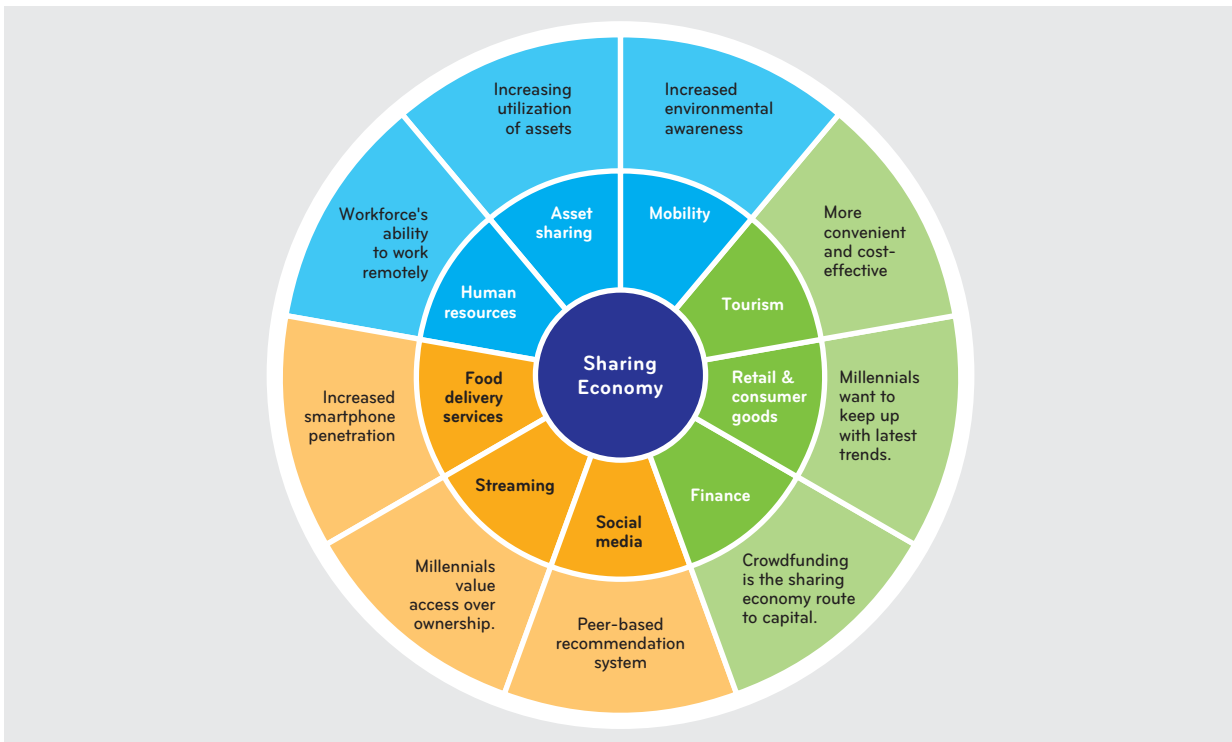 Increasing
utilization
of assets
Increased
environmental
awareness
Workforce's
ability
to work
remotely
Asset
sharing
Mobility
More
convenient
and cost-
effective
Human
resources
Tourism
Sharing
Economy
Increased
smartphone
penetration
Food
delivery
services
Retail &
consumer
goods
Millennials
want to
keep up
with latest
trends.
Streaming
Finance
Social
media
Millennials
value
access over
ownership.
Peer-based
recommendation
system
Crowdfunding
is the sharing
economy route
to capital.